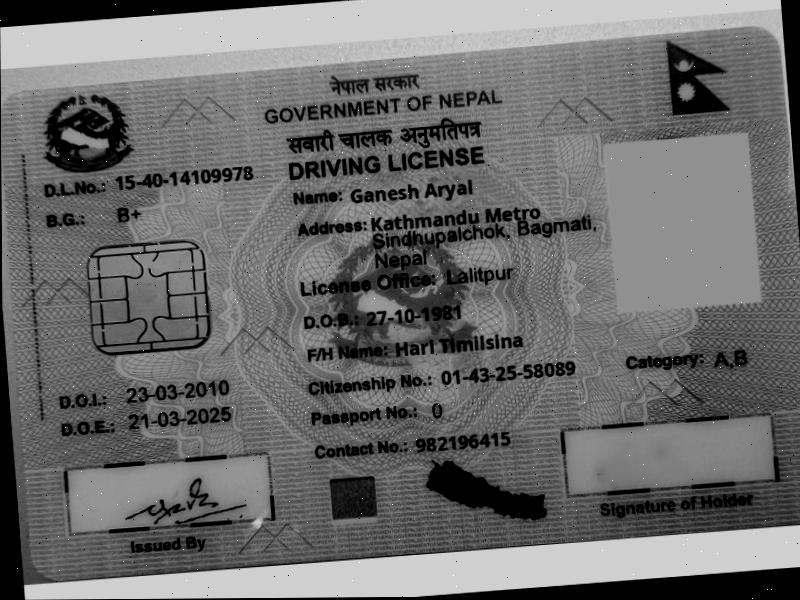 नेपाल सरकार
GOVERNMENT OF NEPAL
सवारी चालक अनुमतिपत्र
DRIVING LICENSE
D.L.No.: 15-40-14109978
B.G.: B+
Name: Ganesh Aryal
Address: Kathmandu Metro
Sindhupalchok, Bagmati,
Nepal
License Office: Lalitpur
D.O.B.: 27-10-1981
F/H Name: Hari Timilsina
Citizenship No.: 01-43-25-58089
Passport No.: 0
Contact No.: 982196415
Category: A,B
D.O.I.: 23-03-2010
D.O.E.: 21-03-2025
Issued By
Signature of Holder